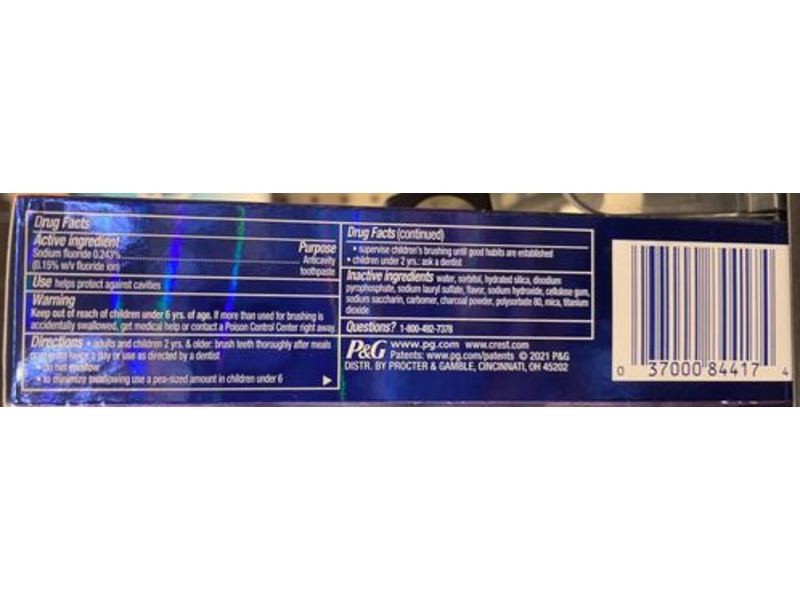 Drug Facts
Active ingredient
Purpose
Sodium fluoride 0.243%
Anticavity
(0.15% w/v fluoride ion)
toothpaste
Use helps protect against cavities
Warning
Keep out of reach of children under 6 yrs. of age. If more than used for brushing is
accidentally swallowed, get medical help or contact a Poison Control Center right away.
Directions • adults and children 2 yrs. & older: brush teeth thoroughly after meals
or at least twice a day or use as directed by a dentist
• do not swallow
• to minimize swallowing use a pea-sized amount in children under 6
Drug Facts (continued)
• supervise children's brushing until good habits are established
• children under 2 yrs.: ask a dentist
Inactive ingredients water, sorbitol, hydrated silica, disodium
pyrophosphate, sodium lauryl sulfate, flavor, sodium hydroxide, cellulose gum,
sodium saccharin, carbomer, charcoal powder, polysorbate 80, mica, titanium
dioxide
Questions? 1-800-492-7378
P&G www.pg.com www.crest.com
Patents: www.pg.com/patents © 2021 P&G
DISTR. BY PROCTER & GAMBLE, CINCINNATI, OH 45202
0 37000 84417 4